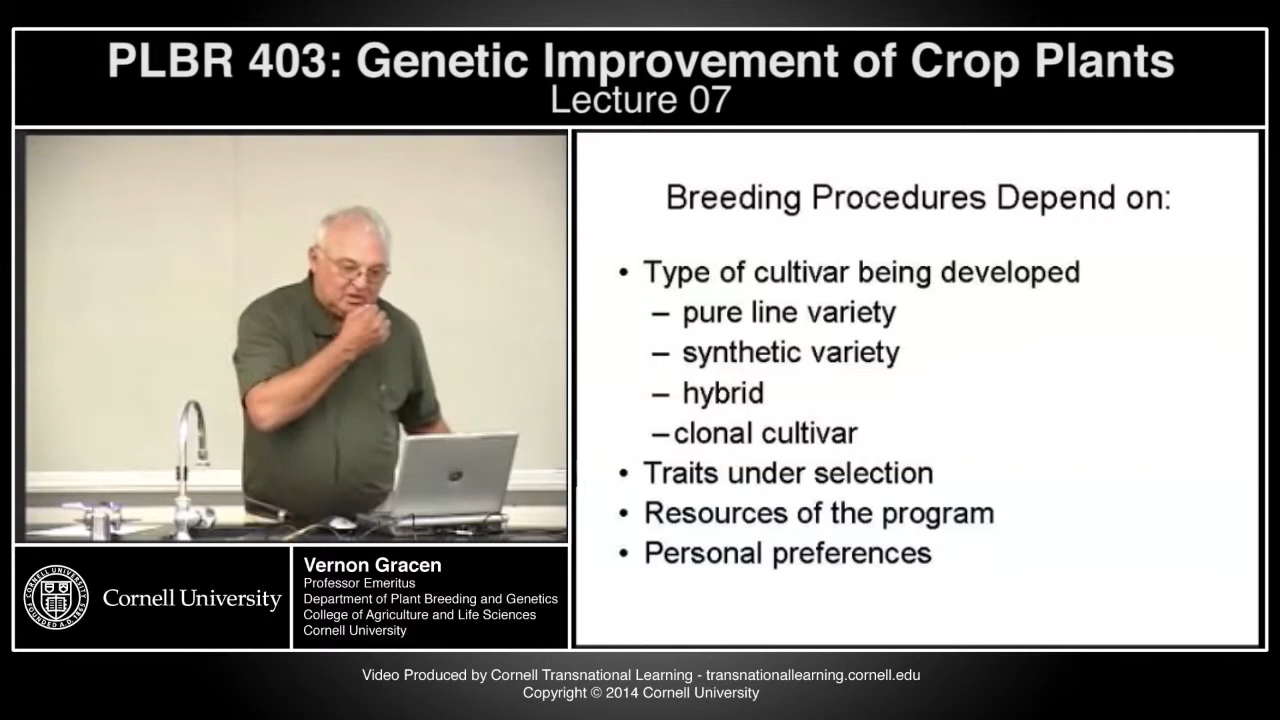 PLBR 403: Genetic Improvement of Crop Plants
Lecture 07
Breeding Procedures Depend on:
• Type of cultivar being developed
– pure line variety
– synthetic variety
– hybrid
–clonal cultivar
• Traits under selection
• Resources of the program
• Personal preferences
Cornell University
Vernon Gracen
Professor Emeritus
Department of Plant Breeding and Genetics
College of Agriculture and Life Sciences
Cornell University
Video Produced by Cornell Transnational Learning - transnationallearning.cornell.edu
Copyright © 2014 Cornell University